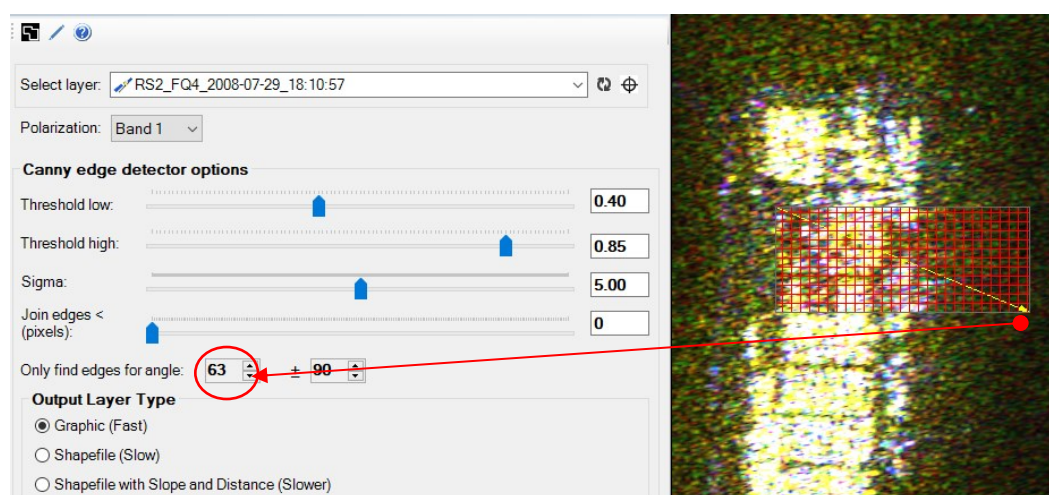 Select layer: RS2_FQ4_2008-07-29_18:10:57
Polarization: Band 1
Canny edge detector options
Threshold low: 0.40
Threshold high: 0.85
Sigma: 5.00
Join edges <
(pixels): 0
Only find edges for angle: 63 ± 90
Output Layer Type
Graphic (Fast)
Shapefile (Slow)
Shapefile with Slope and Distance (Slower)